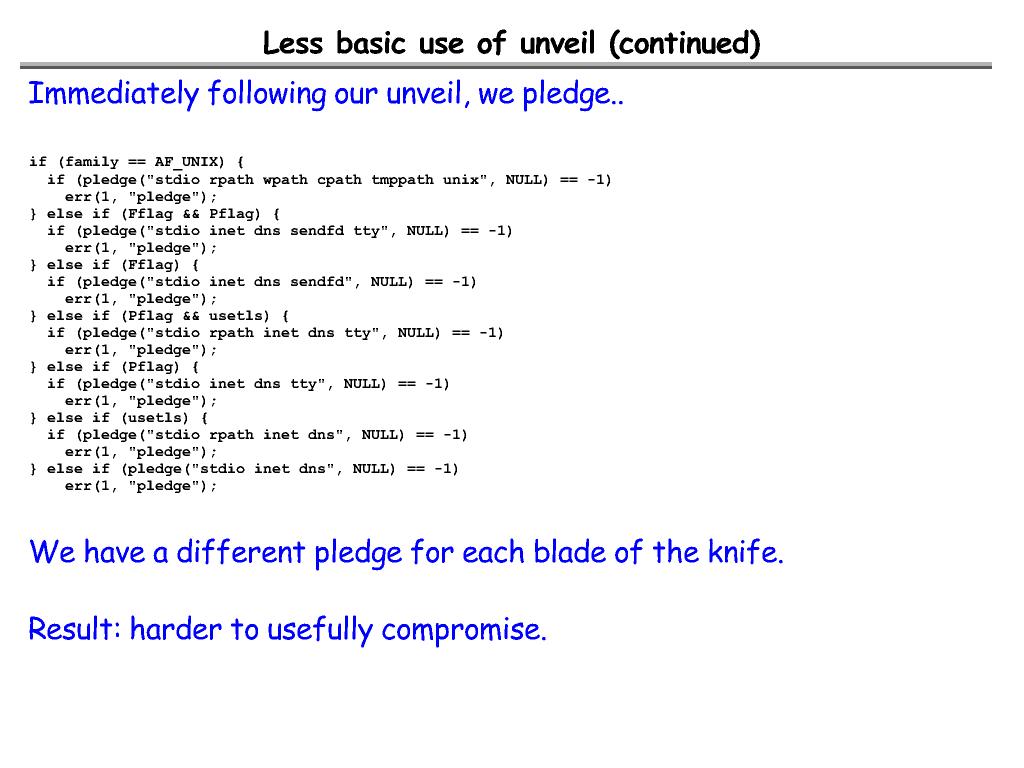 Less basic use of unveil (continued)
Immediately following our unveil, we pledge..
if (family == AF_UNIX) {
  if (pledge("stdio rpath wpath cpath tmppath unix", NULL) == -1)
    err(1, "pledge");
} else if (Fflag && Pflag) {
  if (pledge("stdio inet dns sendfd tty", NULL) == -1)
    err(1, "pledge");
} else if (Fflag) {
  if (pledge("stdio inet dns sendfd", NULL) == -1)
    err(1, "pledge");
} else if (Pflag && usetls) {
  if (pledge("stdio rpath inet dns tty", NULL) == -1)
    err(1, "pledge");
} else if (Pflag) {
  if (pledge("stdio inet dns tty", NULL) == -1)
    err(1, "pledge");
} else if (usetls) {
  if (pledge("stdio rpath inet dns", NULL) == -1)
    err(1, "pledge");
} else if (pledge("stdio inet dns", NULL) == -1)
    err(1, "pledge");
We have a different pledge for each blade of the knife.
Result: harder to usefully compromise.